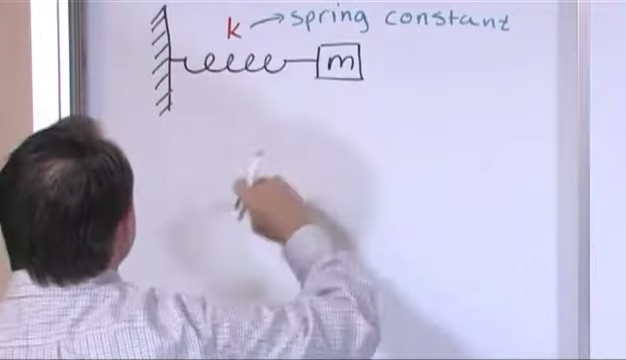 k → spring constant
m